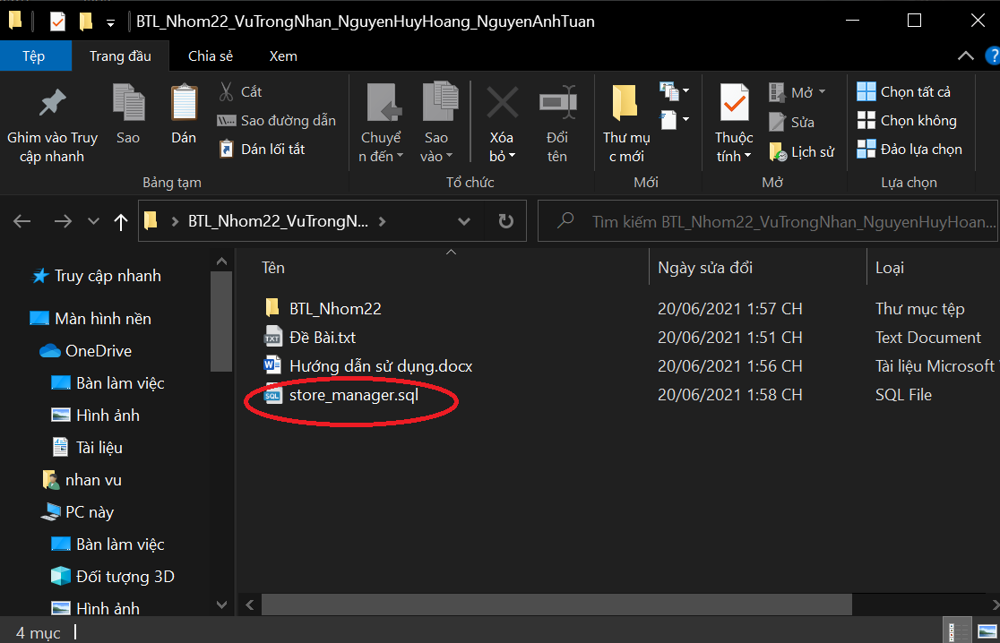 BTL_Nhom22_VuTrongNhan_NguyenHuyHoang_NguyenAnhTuan
Tệp Trang đầu Chia sẻ Xem
Ghim vào Truy cập nhanh
Sao
Dán
Cắt
Sao đường dẫn
Dán lối tắt
Bảng tạm
Chuyể
n đến
Sao
vào
Xóa
bỏ
Đổi
tên
Tổ chức
Thư mụ
c mới
Mới
Thuộc
tính
Mở
Sửa
Lịch sử
Mở
Chọn tất cả
Chọn không
Đảo lựa chọn
Lựa chọn
BTL_Nhom22_VuTrongN...
Tìm kiếm BTL_Nhom22_VuTrongNhan_NguyenHuyHoan...
Truy cập nhanh
Màn hình nền
OneDrive
Bàn làm việc
Hình ảnh
Tài liệu
nhan vu
PC này
Bàn làm việc
Đối tượng 3D
Hình ảnh
Tên Ngày sửa đổi Loại
BTL_Nhom22 20/06/2021 1:57 CH Thư mục tệp
TXT Đề Bài.txt 20/06/2021 1:51 CH Text Document
W Hướng dẫn sử dụng.docx 20/06/2021 1:56 CH Tài liệu Microsoft
SQL store_manager.sql 20/06/2021 1:58 CH SQL File
4 mục